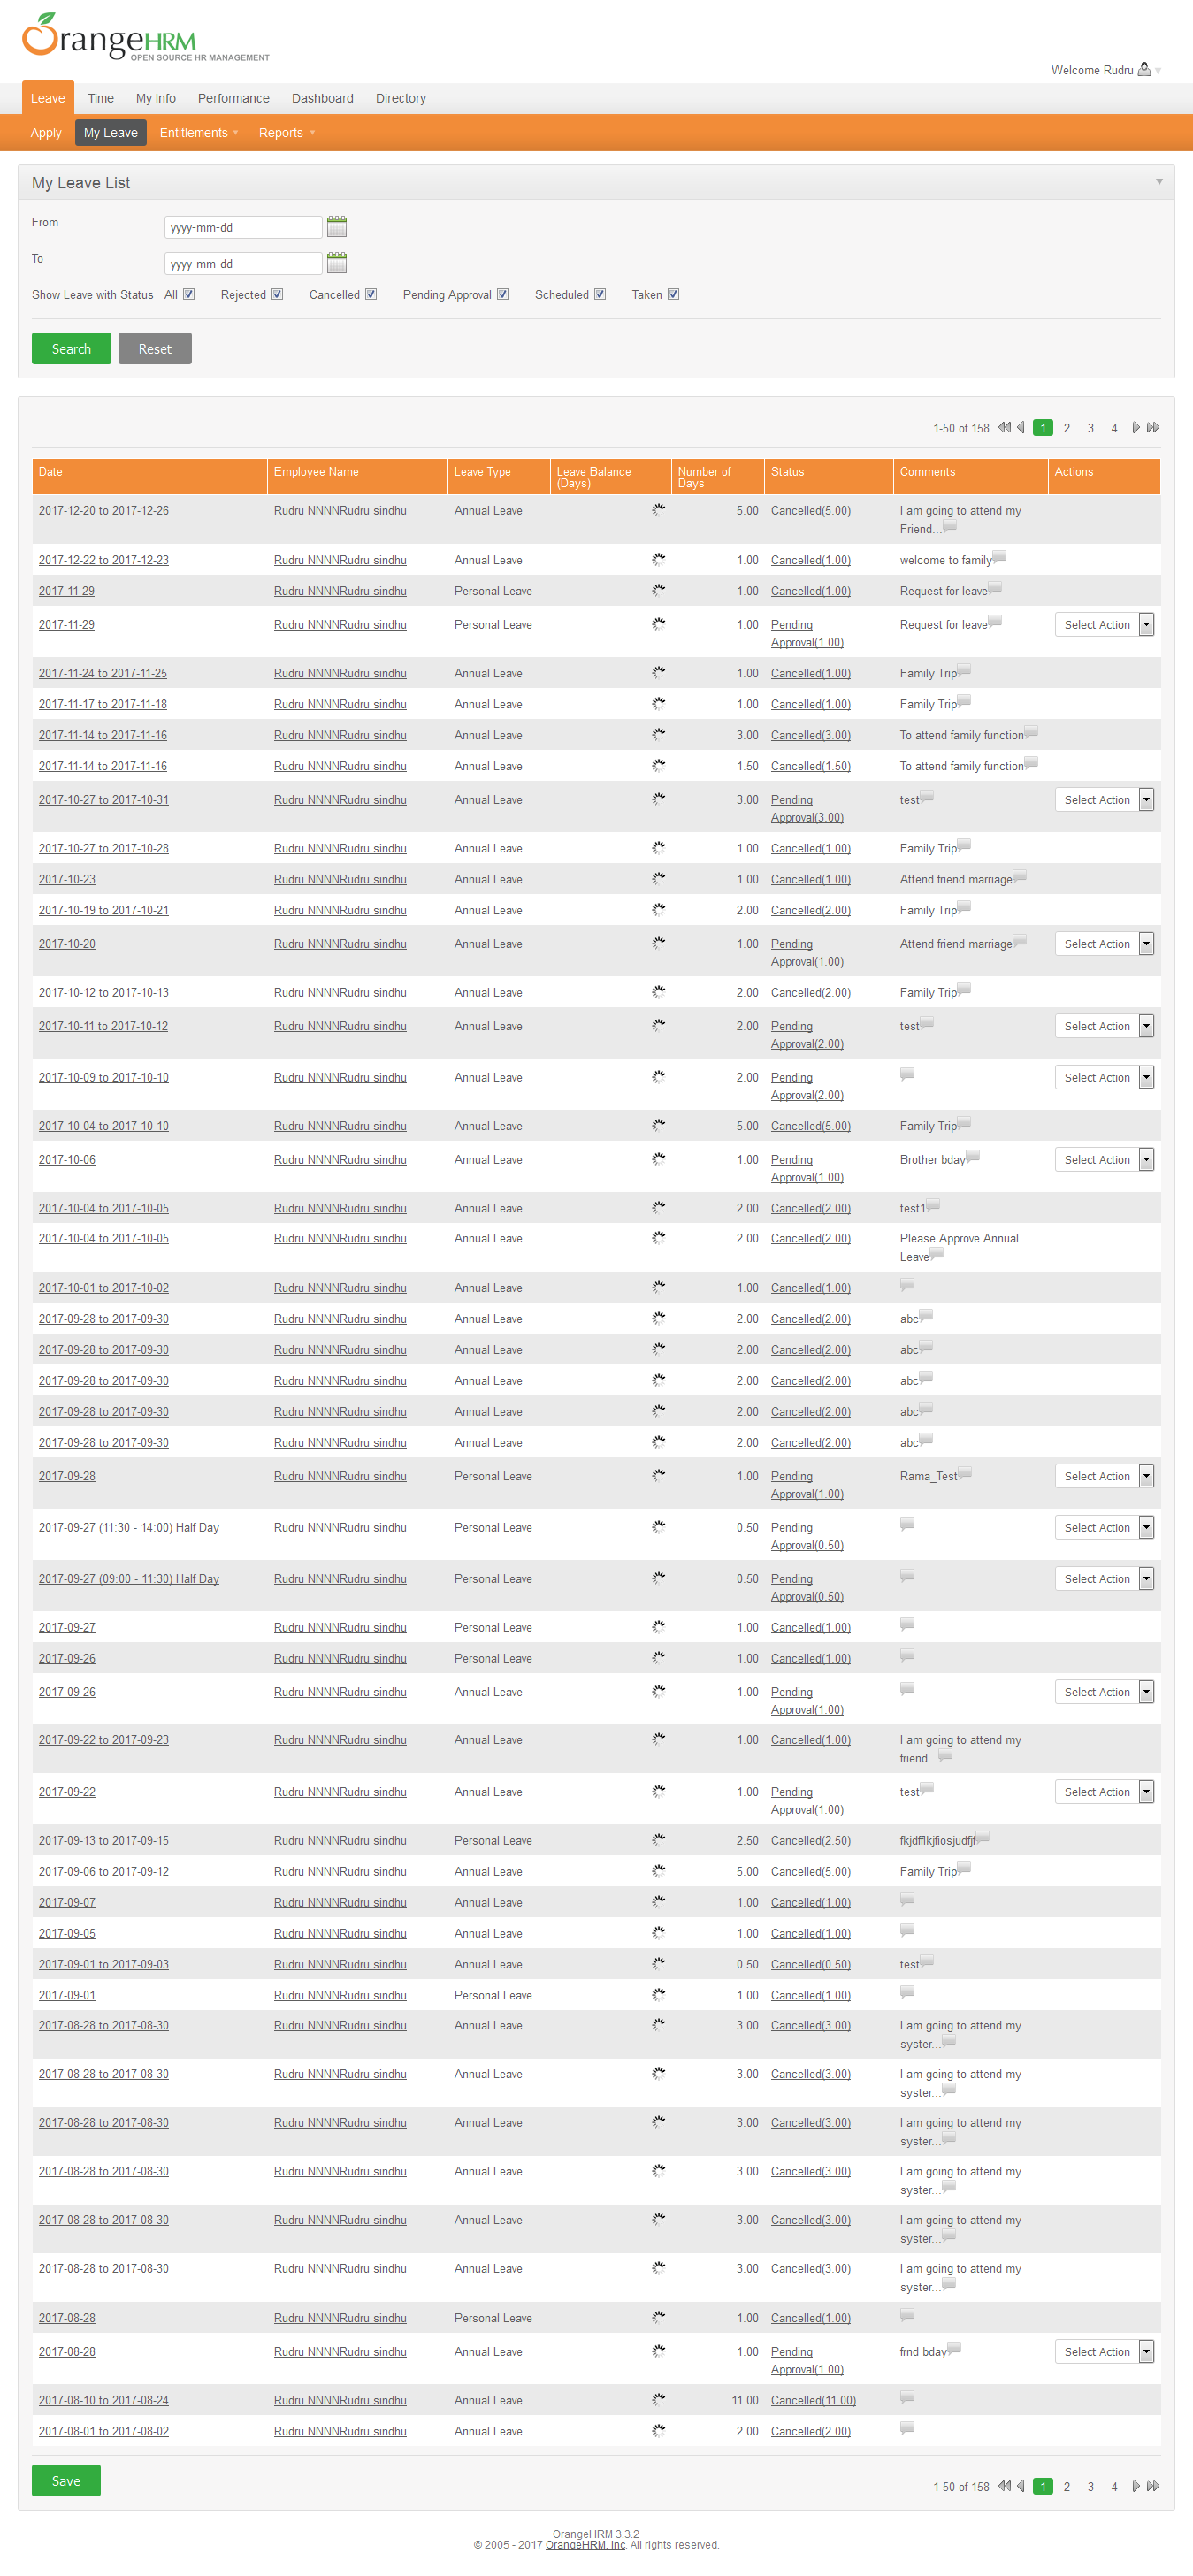 OrangeHRM
OPEN SOURCE HR MANAGEMENT
Welcome Rudru
Leave Time My Info Performance Dashboard Directory
Apply My Leave Entitlements Reports
My Leave List
From yyyy-mm-dd
To yyyy-mm-dd
Show Leave with Status All Rejected Cancelled Pending Approval Scheduled Taken
Search Reset
1-50 of 158 1 2 3 4
Date Employee Name Leave Type Leave Balance (Days) Number of Days Status Comments Actions
2017-12-20 to 2017-12-26 Rudru NNNNRudru sindhu Annual Leave 5.00 Cancelled(5.00) I am going to attend my Friend...
2017-12-22 to 2017-12-23 Rudru NNNNRudru sindhu Annual Leave 1.00 Cancelled(1.00) welcome to family
2017-11-29 Rudru NNNNRudru sindhu Personal Leave 1.00 Cancelled(1.00) Request for leave
2017-11-29 Rudru NNNNRudru sindhu Personal Leave 1.00 Pending Approval(1.00) Request for leave Select Action
2017-11-24 to 2017-11-25 Rudru NNNNRudru sindhu Annual Leave 1.00 Cancelled(1.00) Family Trip
2017-11-17 to 2017-11-18 Rudru NNNNRudru sindhu Annual Leave 1.00 Cancelled(1.00) Family Trip
2017-11-14 to 2017-11-16 Rudru NNNNRudru sindhu Annual Leave 3.00 Cancelled(3.00) To attend family function
2017-11-14 to 2017-11-16 Rudru NNNNRudru sindhu Annual Leave 1.50 Cancelled(1.50) To attend family function
2017-10-27 to 2017-10-31 Rudru NNNNRudru sindhu Annual Leave 3.00 Pending Approval(3.00) test Select Action
2017-10-27 to 2017-10-28 Rudru NNNNRudru sindhu Annual Leave 1.00 Cancelled(1.00) Family Trip
2017-10-23 Rudru NNNNRudru sindhu Annual Leave 1.00 Cancelled(1.00) Attend friend marriage
2017-10-19 to 2017-10-21 Rudru NNNNRudru sindhu Annual Leave 2.00 Cancelled(2.00) Family Trip
2017-10-20 Rudru NNNNRudru sindhu Annual Leave 1.00 Pending Approval(1.00) Attend friend marriage Select Action
2017-10-12 to 2017-10-13 Rudru NNNNRudru sindhu Annual Leave 2.00 Cancelled(2.00) Family Trip
2017-10-11 to 2017-10-12 Rudru NNNNRudru sindhu Annual Leave 2.00 Pending Approval(2.00) test Select Action
2017-10-09 to 2017-10-10 Rudru NNNNRudru sindhu Annual Leave 2.00 Pending Approval(2.00) Select Action
2017-10-04 to 2017-10-10 Rudru NNNNRudru sindhu Annual Leave 5.00 Cancelled(5.00) Family Trip
2017-10-06 Rudru NNNNRudru sindhu Annual Leave 1.00 Pending Approval(1.00) Brother bday Select Action
2017-10-04 to 2017-10-05 Rudru NNNNRudru sindhu Annual Leave 2.00 Cancelled(2.00) test1
2017-10-04 to 2017-10-05 Rudru NNNNRudru sindhu Annual Leave 2.00 Cancelled(2.00) Please Approve Annual Leave
2017-10-01 to 2017-10-02 Rudru NNNNRudru sindhu Annual Leave 1.00 Cancelled(1.00)
2017-09-28 to 2017-09-30 Rudru NNNNRudru sindhu Annual Leave 2.00 Cancelled(2.00) abc
2017-09-28 to 2017-09-30 Rudru NNNNRudru sindhu Annual Leave 2.00 Cancelled(2.00) abc
2017-09-28 to 2017-09-30 Rudru NNNNRudru sindhu Annual Leave 2.00 Cancelled(2.00) abc
2017-09-28 to 2017-09-30 Rudru NNNNRudru sindhu Annual Leave 2.00 Cancelled(2.00) abc
2017-09-28 to 2017-09-30 Rudru NNNNRudru sindhu Annual Leave 2.00 Cancelled(2.00) abc
2017-09-28 Rudru NNNNRudru sindhu Personal Leave 1.00 Pending Approval(1.00) Rama_Test Select Action
2017-09-27 (11:30 - 14:00) Half Day Rudru NNNNRudru sindhu Personal Leave 0.50 Pending Approval(0.50) Select Action
2017-09-27 (09:00 - 11:30) Half Day Rudru NNNNRudru sindhu Personal Leave 0.50 Pending Approval(0.50) Select Action
2017-09-27 Rudru NNNNRudru sindhu Personal Leave 1.00 Cancelled(1.00)
2017-09-26 Rudru NNNNRudru sindhu Personal Leave 1.00 Cancelled(1.00)
2017-09-26 Rudru NNNNRudru sindhu Annual Leave 1.00 Pending Approval(1.00) Select Action
2017-09-22 to 2017-09-23 Rudru NNNNRudru sindhu Annual Leave 1.00 Cancelled(1.00) I am going to attend my friend...
2017-09-22 Rudru NNNNRudru sindhu Annual Leave 1.00 Pending Approval(1.00) test Select Action
2017-09-13 to 2017-09-15 Rudru NNNNRudru sindhu Personal Leave 2.50 Cancelled(2.50) fkjdfflkjfiosjudfjf
2017-09-06 to 2017-09-12 Rudru NNNNRudru sindhu Annual Leave 5.00 Cancelled(5.00) Family Trip
2017-09-07 Rudru NNNNRudru sindhu Annual Leave 1.00 Cancelled(1.00)
2017-09-05 Rudru NNNNRudru sindhu Annual Leave 1.00 Cancelled(1.00)
2017-09-01 to 2017-09-03 Rudru NNNNRudru sindhu Annual Leave 0.50 Cancelled(0.50) test
2017-09-01 Rudru NNNNRudru sindhu Personal Leave 1.00 Cancelled(1.00)
2017-08-28 to 2017-08-30 Rudru NNNNRudru sindhu Annual Leave 3.00 Cancelled(3.00) I am going to attend my syster...
2017-08-28 to 2017-08-30 Rudru NNNNRudru sindhu Annual Leave 3.00 Cancelled(3.00) I am going to attend my syster...
2017-08-28 to 2017-08-30 Rudru NNNNRudru sindhu Annual Leave 3.00 Cancelled(3.00) I am going to attend my syster...
2017-08-28 to 2017-08-30 Rudru NNNNRudru sindhu Annual Leave 3.00 Cancelled(3.00) I am going to attend my syster...
2017-08-28 to 2017-08-30 Rudru NNNNRudru sindhu Annual Leave 3.00 Cancelled(3.00) I am going to attend my syster...
2017-08-28 to 2017-08-30 Rudru NNNNRudru sindhu Annual Leave 3.00 Cancelled(3.00) I am going to attend my syster...
2017-08-28 Rudru NNNNRudru sindhu Personal Leave 1.00 Cancelled(1.00)
2017-08-28 Rudru NNNNRudru sindhu Annual Leave 1.00 Pending Approval(1.00) frnd bday Select Action
2017-08-10 to 2017-08-24 Rudru NNNNRudru sindhu Annual Leave 11.00 Cancelled(11.00)
2017-08-01 to 2017-08-02 Rudru NNNNRudru sindhu Annual Leave 2.00 Cancelled(2.00)
Save 1-50 of 158 1 2 3 4
OrangeHRM 3.3.2
© 2005 - 2017 OrangeHRM, Inc. All rights reserved.